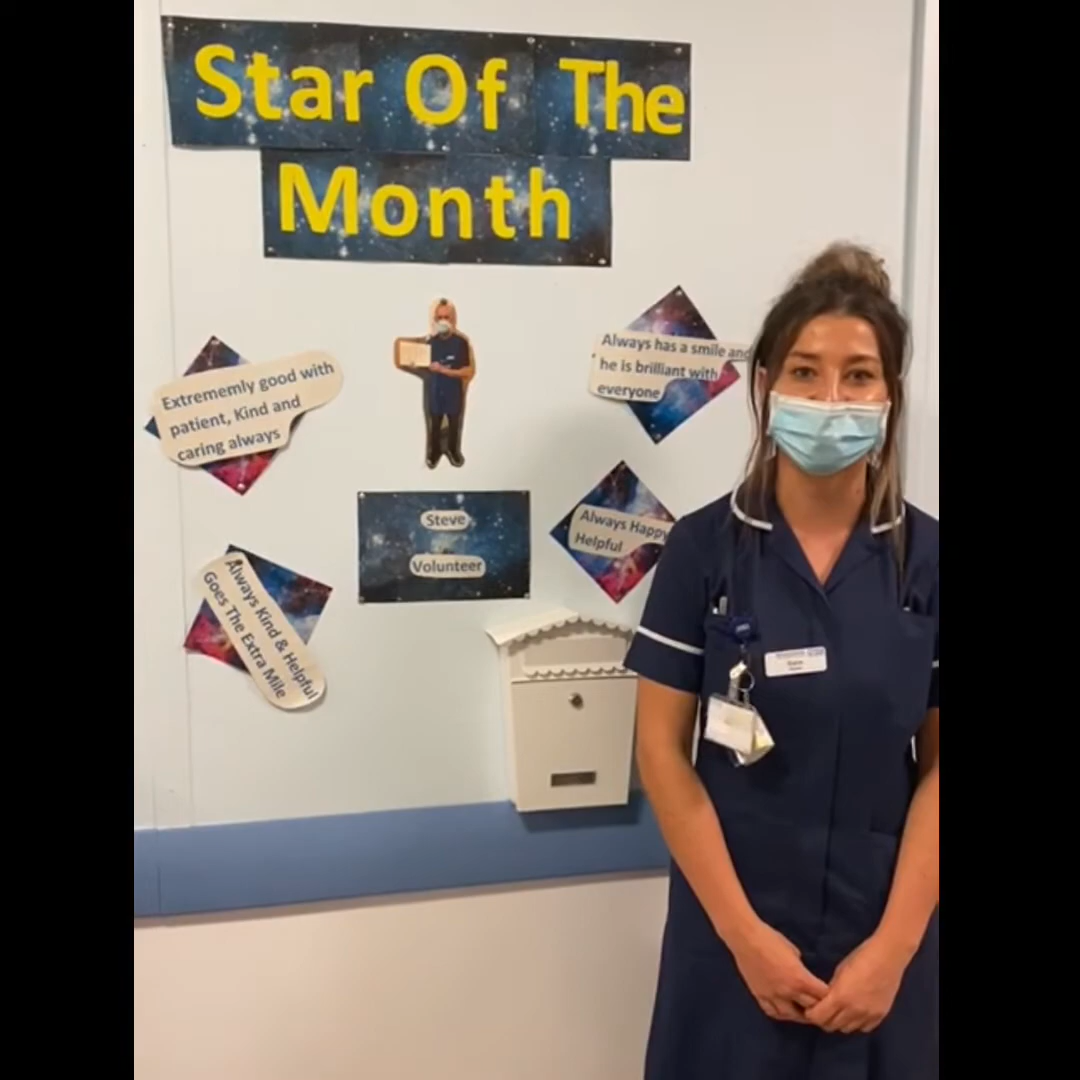 Star Of The
Month
Extrememly good with
patient, Kind and
caring always
Always has a smile and
he is brilliant with
everyone
Steve
Volunteer
Always Happy
Helpful
Always Kind & Helpful
Goes The Extra Mile